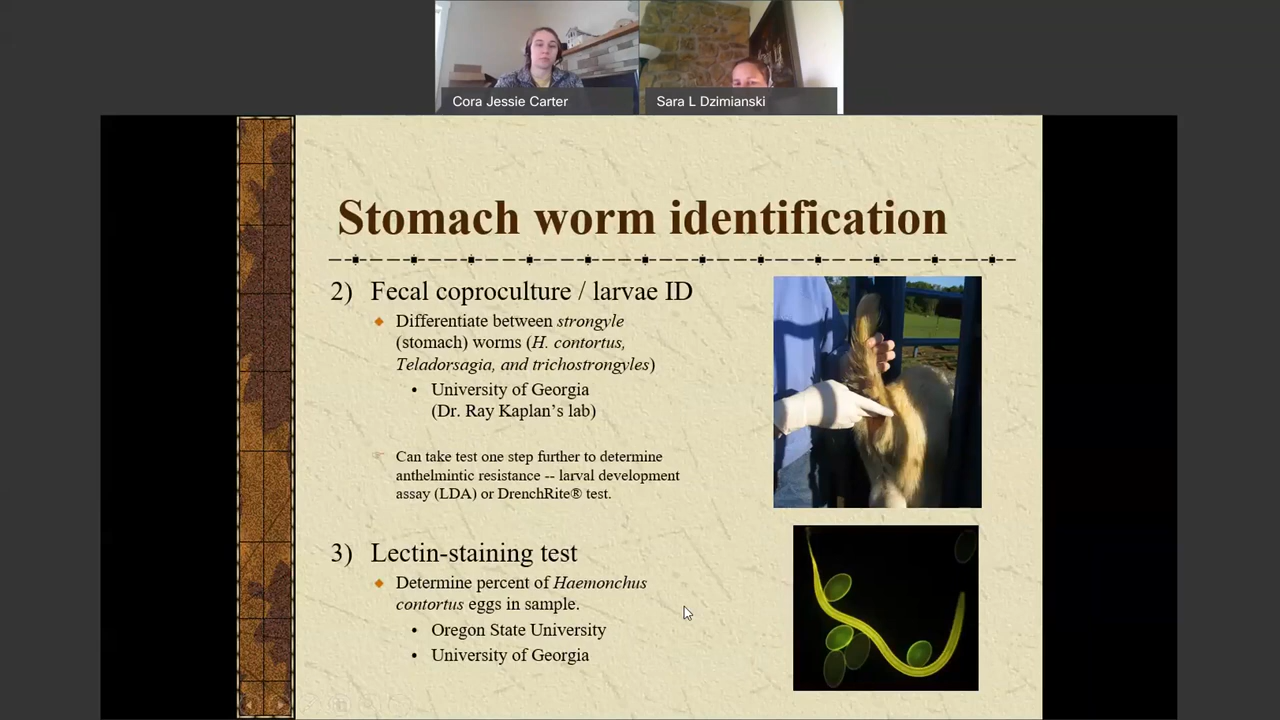 Cora Jessie Carter
Sara L Dzimianski
Stomach worm identification
2) Fecal coproculture / larvae ID
Differentiate between strongyle
(stomach) worms (H. contortus,
Teladorsagia, and trichostrongyles)
• University of Georgia
(Dr. Ray Kaplan’s lab)
Can take test one step further to determine
anthelmintic resistance -- larval development
assay (LDA) or DrenchRite® test.
3) Lectin-staining test
Determine percent of Haemonchus
contortus eggs in sample.
• Oregon State University
• University of Georgia